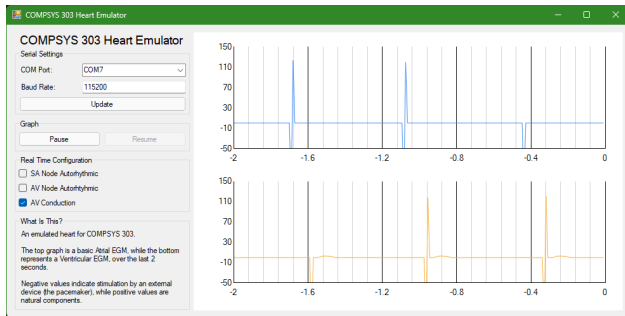 COMPSYS 303 Heart Emulator
COMPSYS 303 Heart Emulator
Serial Settings
COM Port: COM7
Baud Rate: 115200
Update
Graph
Pause Resume
Real Time Configuration
SA Node Autorhythmic
AV Node Autorhtyhmic
AV Conduction
What Is This?
An emulated heart for COMPSYS 303.
The top graph is a basic Atrial EGM, while the bottom
represents a Ventricular EGM, over the last 2
seconds.
Negative values indicate stimulation by an external
device (the pacemaker), while positive values are
natural components.
150
110
70
30
-10
-50
-2 -1.6 -1.2 -0.8 -0.4 0
150
110
70
30
-10
-50
-2 -1.6 -1.2 -0.8 -0.4 0